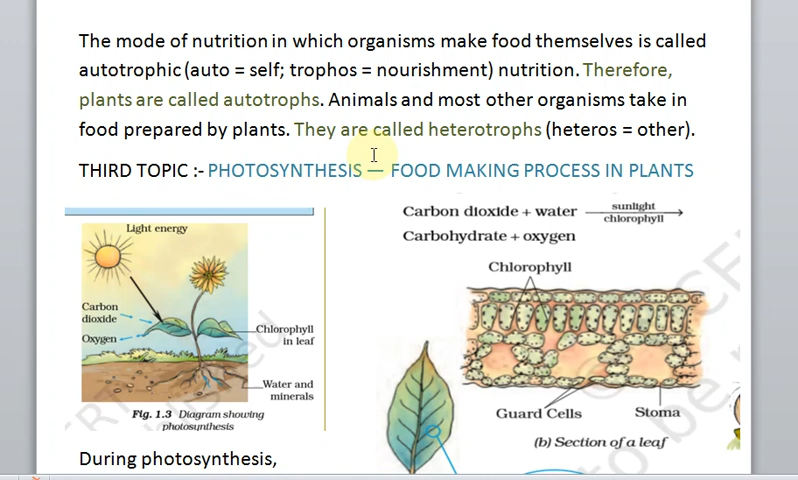 The mode of nutrition in which organisms make food themselves is called
autotrophic (auto = self; trophos = nourishment) nutrition. Therefore,
plants are called autotrophs. Animals and most other organisms take in
food prepared by plants. They are called heterotrophs (heteros = other).
THIRD TOPIC :- PHOTOSYNTHESIS — FOOD MAKING PROCESS IN PLANTS
Light energy
Carbon
dioxide
Oxygen
Chlorophyll
in leaf
Water and
minerals
Fig. 1.3 Diagram showing
photosynthesis
Carbon dioxide + water
sunlight
chlorophyll
Carbohydrate + oxygen
Chlorophyll
Guard Cells
Stoma
(b) Section of a leaf
to be
During photosynthesis,